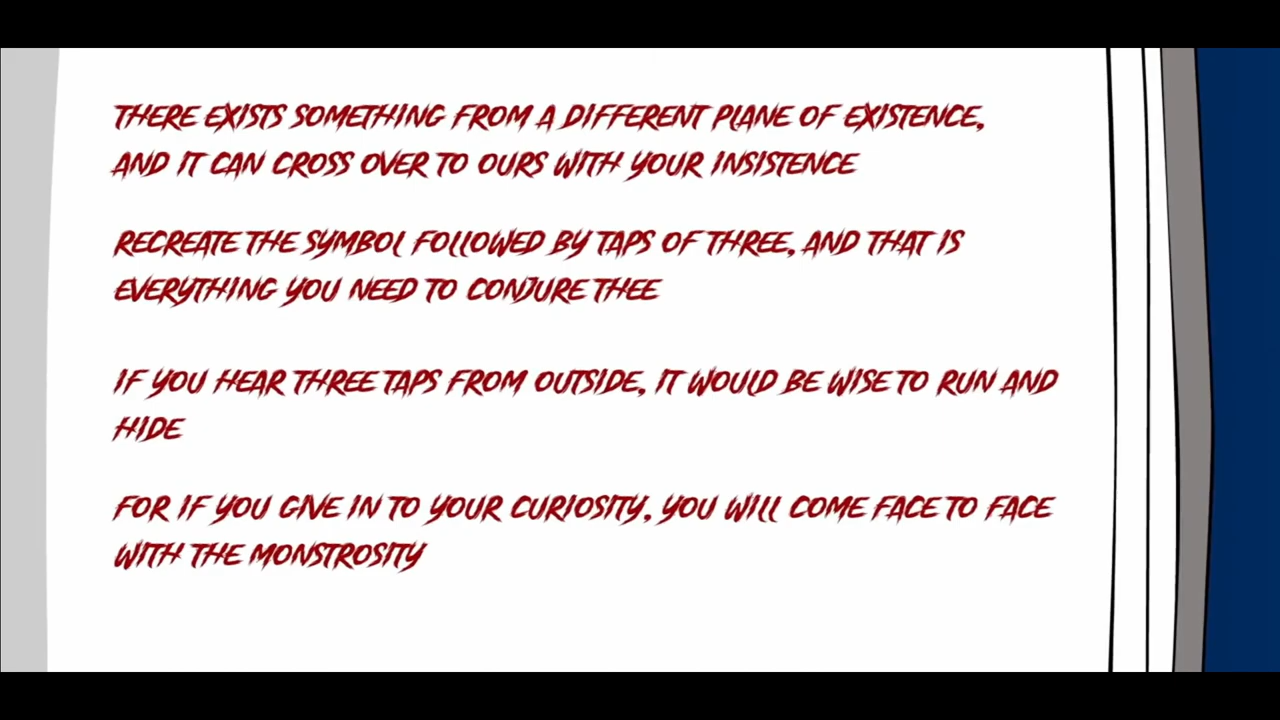 THERE EXISTS SOMETHING FROM A DIFFERENT PLANE OF EXISTENCE,
AND IT CAN CROSS OVER TO OURS WITH YOUR INSISTENCE
RECREATE THE SYMBOL FOLLOWED BY TAPS OF THREE, AND THAT IS
EVERYTHING YOU NEED TO CONJURE THEE
IF YOU HEAR THREE TAPS FROM OUTSIDE, IT WOULD BE WISE TO RUN AND
HIDE
FOR IF YOU GIVE IN TO YOUR CURIOSITY, YOU WILL COME FACE TO FACE
WITH THE MONSTROSITY